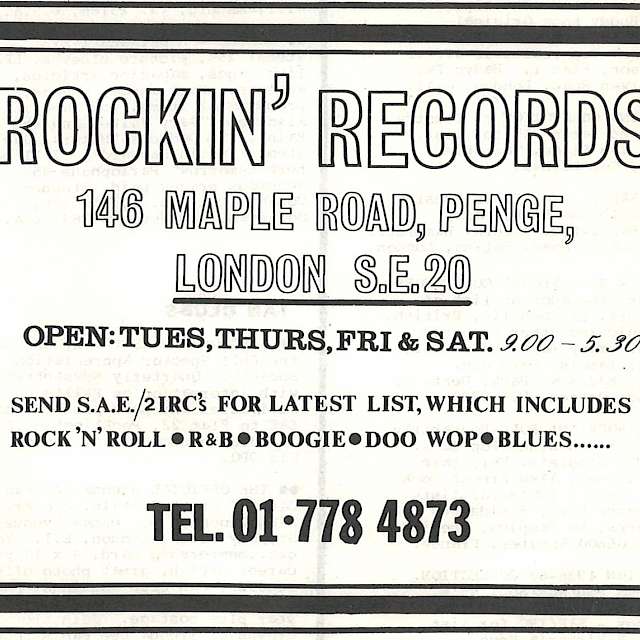 ROCKIN' RECORDS
146 MAPLE ROAD, PENGE,
LONDON S.E.20
OPEN: TUES, THURS, FRI & SAT. 9.00 – 5.30
SEND S.A.E./2 IRC's FOR LATEST LIST, WHICH INCLUDES
ROCK 'N' ROLL ● R&B ● BOOGIE ● DOO WOP ● BLUES......
TEL. 01·778 4873